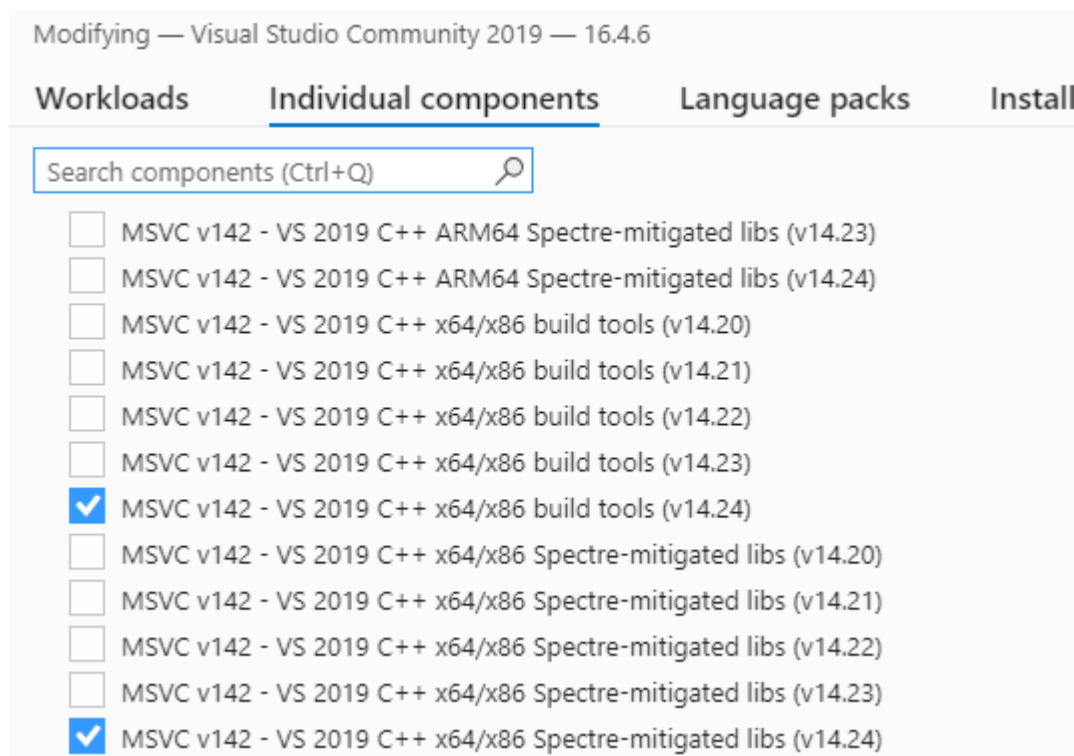 Modifying — Visual Studio Community 2019 — 16.4.6
Workloads Individual components Language packs Install
Search components (Ctrl+Q)
MSVC v142 - VS 2019 C++ ARM64 Spectre-mitigated libs (v14.23)
MSVC v142 - VS 2019 C++ ARM64 Spectre-mitigated libs (v14.24)
MSVC v142 - VS 2019 C++ x64/x86 build tools (v14.20)
MSVC v142 - VS 2019 C++ x64/x86 build tools (v14.21)
MSVC v142 - VS 2019 C++ x64/x86 build tools (v14.22)
MSVC v142 - VS 2019 C++ x64/x86 build tools (v14.23)
MSVC v142 - VS 2019 C++ x64/x86 build tools (v14.24)
MSVC v142 - VS 2019 C++ x64/x86 Spectre-mitigated libs (v14.20)
MSVC v142 - VS 2019 C++ x64/x86 Spectre-mitigated libs (v14.21)
MSVC v142 - VS 2019 C++ x64/x86 Spectre-mitigated libs (v14.22)
MSVC v142 - VS 2019 C++ x64/x86 Spectre-mitigated libs (v14.23)
MSVC v142 - VS 2019 C++ x64/x86 Spectre-mitigated libs (v14.24)